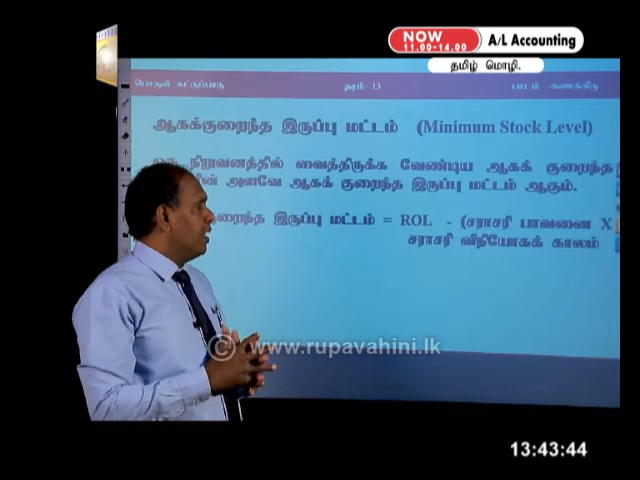 NOW
11.00-14.00
A/L Accounting
தமிழ் மொழி.
பொருளி கட்டுப்பாடு தரம் 13 பாடம் கணக்கீடு
ஆகக்குறைந்த இருப்பு மட்டம் (Minimum Stock Level)
நிறுவனத்தில் வைத்திருக்க வேண்டிய ஆகக் குறைந்த
அளவே ஆகக் குறைந்த இருப்பு மட்டம் ஆகும்.
இருப்பு மட்டம் = ROL - (சராசரி பாவனை X
சராசரி விநியோகக் காலம்
© www.rupavahini.lk
13:43:44